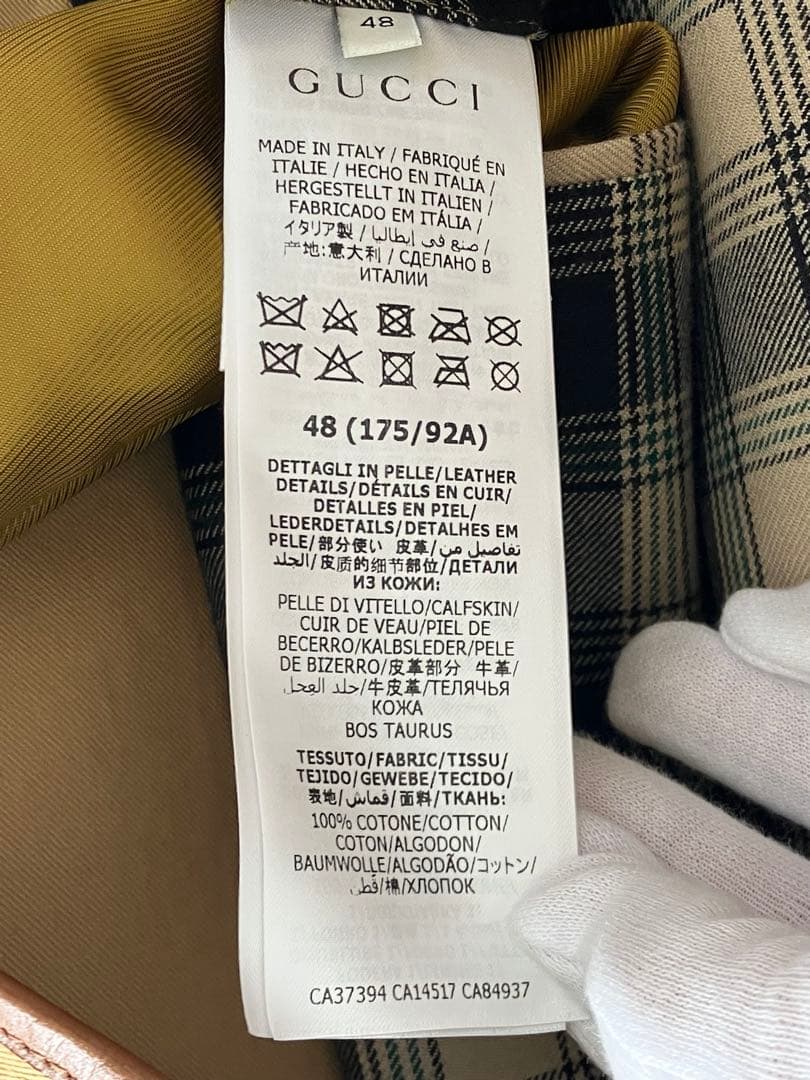 48
GUCCI
MADE IN ITALY / FABRIQUÉ EN
ITALIE / HECHO EN ITALIA /
HERGESTELLT IN ITALIEN /
FABRICADO EM ITÁLIA /
イタリア製 / صنع في إيطاليا /
产地:意大利 / СДЕЛАНО В
ИТАЛИИ
48 (175/92A)
DETTAGLI IN PELLE/LEATHER
DETAILS/DÉTAILS EN CUIR/
DETALLES EN PIEL/
LEDERDETAILS/DETALHES EM
PELE/部分使い 皮革/تفاصيل من
الجلد/皮质的细节部位/ДЕТАЛИ
ИЗ КОЖИ:
PELLE DI VITELLO/CALFSKIN/
CUIR DE VEAU/PIEL DE
BECERRO/KALBSLEDER/PELE
DE BIZERRO/皮革部分 牛革/
جلد العجل/牛皮革/ТЕЛЯЧЬЯ
КОЖА
BOS TAURUS
TESSUTO/FABRIC/TISSU/
TEJIDO/GEWEBE/TECIDO/
表地/قماش/面料/ТКАНЬ:
100% COTONE/COTTON/
COTON/ALGODON/
BAUMWOLLE/ALGODÃO/コットン/
قطن/棉/ХЛОПОК
CA37394 CA14517 CA84937